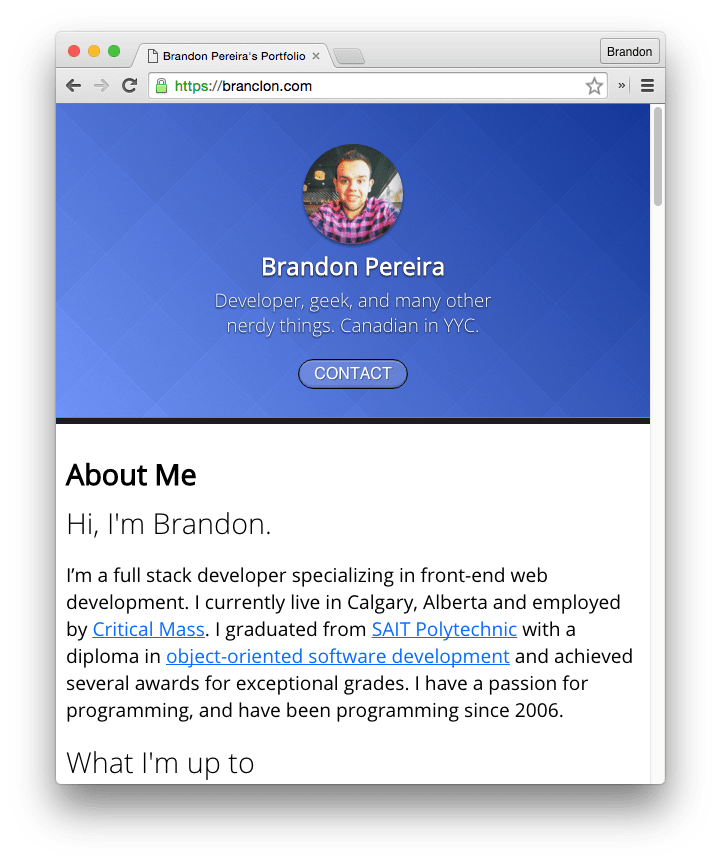 Brandon Pereira's Portfolio
Brandon
https://branclon.com
»
Brandon Pereira
Developer, geek, and many other
nerdy things. Canadian in YYC.
CONTACT
About Me
Hi, I'm Brandon.
I’m a full stack developer specializing in front-end web
development. I currently live in Calgary, Alberta and employed
by Critical Mass. I graduated from SAIT Polytechnic with a
diploma in object-oriented software development and achieved
several awards for exceptional grades. I have a passion for
programming, and have been programming since 2006.
What I'm up to